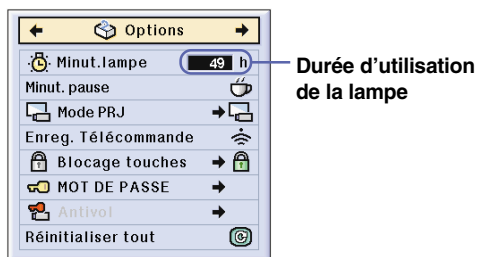 Options
Minut.lampe 49 h
Durée d'utilisation
de la lampe
Minut. pause
Mode PRJ
Enreg. Télécommande
Blocage touches
MOT DE PASSE
Antivol
Réinitialiser tout